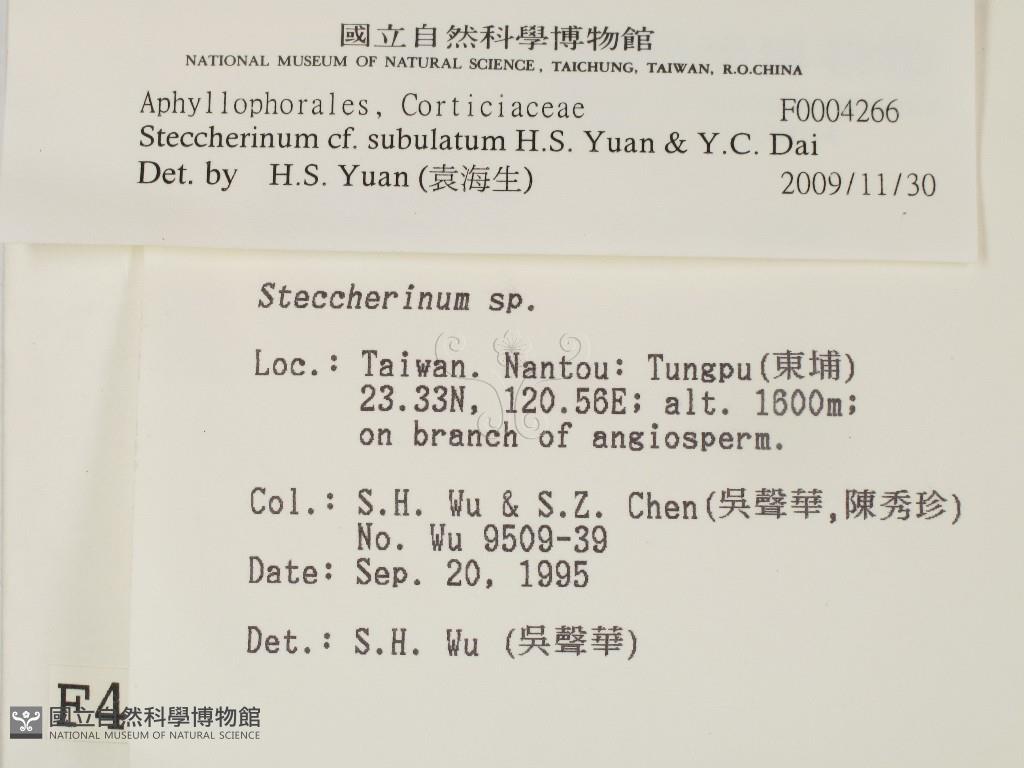 國立自然科學博物館
NATIONAL MUSEUM OF NATURAL SCIENCE, TAICHUNG, TAIWAN, R.O.CHINA
Aphyllophorales, Corticiaceae F0004266
Steccherinum cf. subulatum H.S. Yuan & Y.C. Dai
Det. by H.S. Yuan (袁海生) 2009/11/30
Steccherinum sp.
Loc.: Taiwan. Nantou: Tungpu(東埔)
23.33N, 120.56E; alt. 1600m;
on branch of angiosperm.
Col.: S.H. Wu & S.Z. Chen(吳聲華,陳秀珍)
No. Wu 9509-39
Date: Sep. 20, 1995
Det.: S.H. Wu (吳聲華)
F4
國立自然科學博物館
NATIONAL MUSEUM OF NATURAL SCIENCE